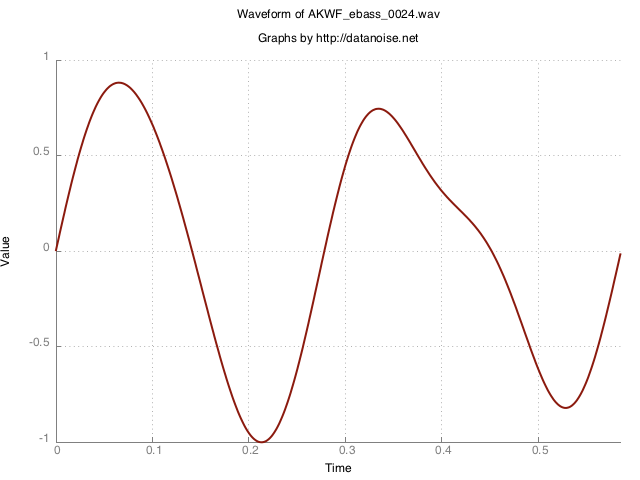 Waveform of AKWF_ebass_0024.wav
Graphs by http://datanoise.net
1
0.5
0
-0.5
-1
Value
0 0.1 0.2 0.3 0.4 0.5
Time